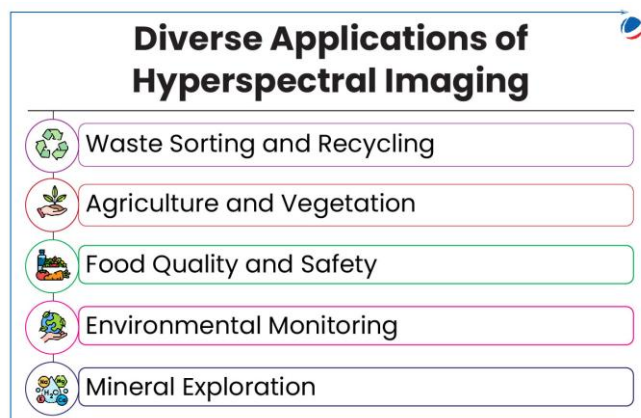 Diverse Applications of
Hyperspectral Imaging
Waste Sorting and Recycling
Agriculture and Vegetation
Food Quality and Safety
Environmental Monitoring
Mineral Exploration